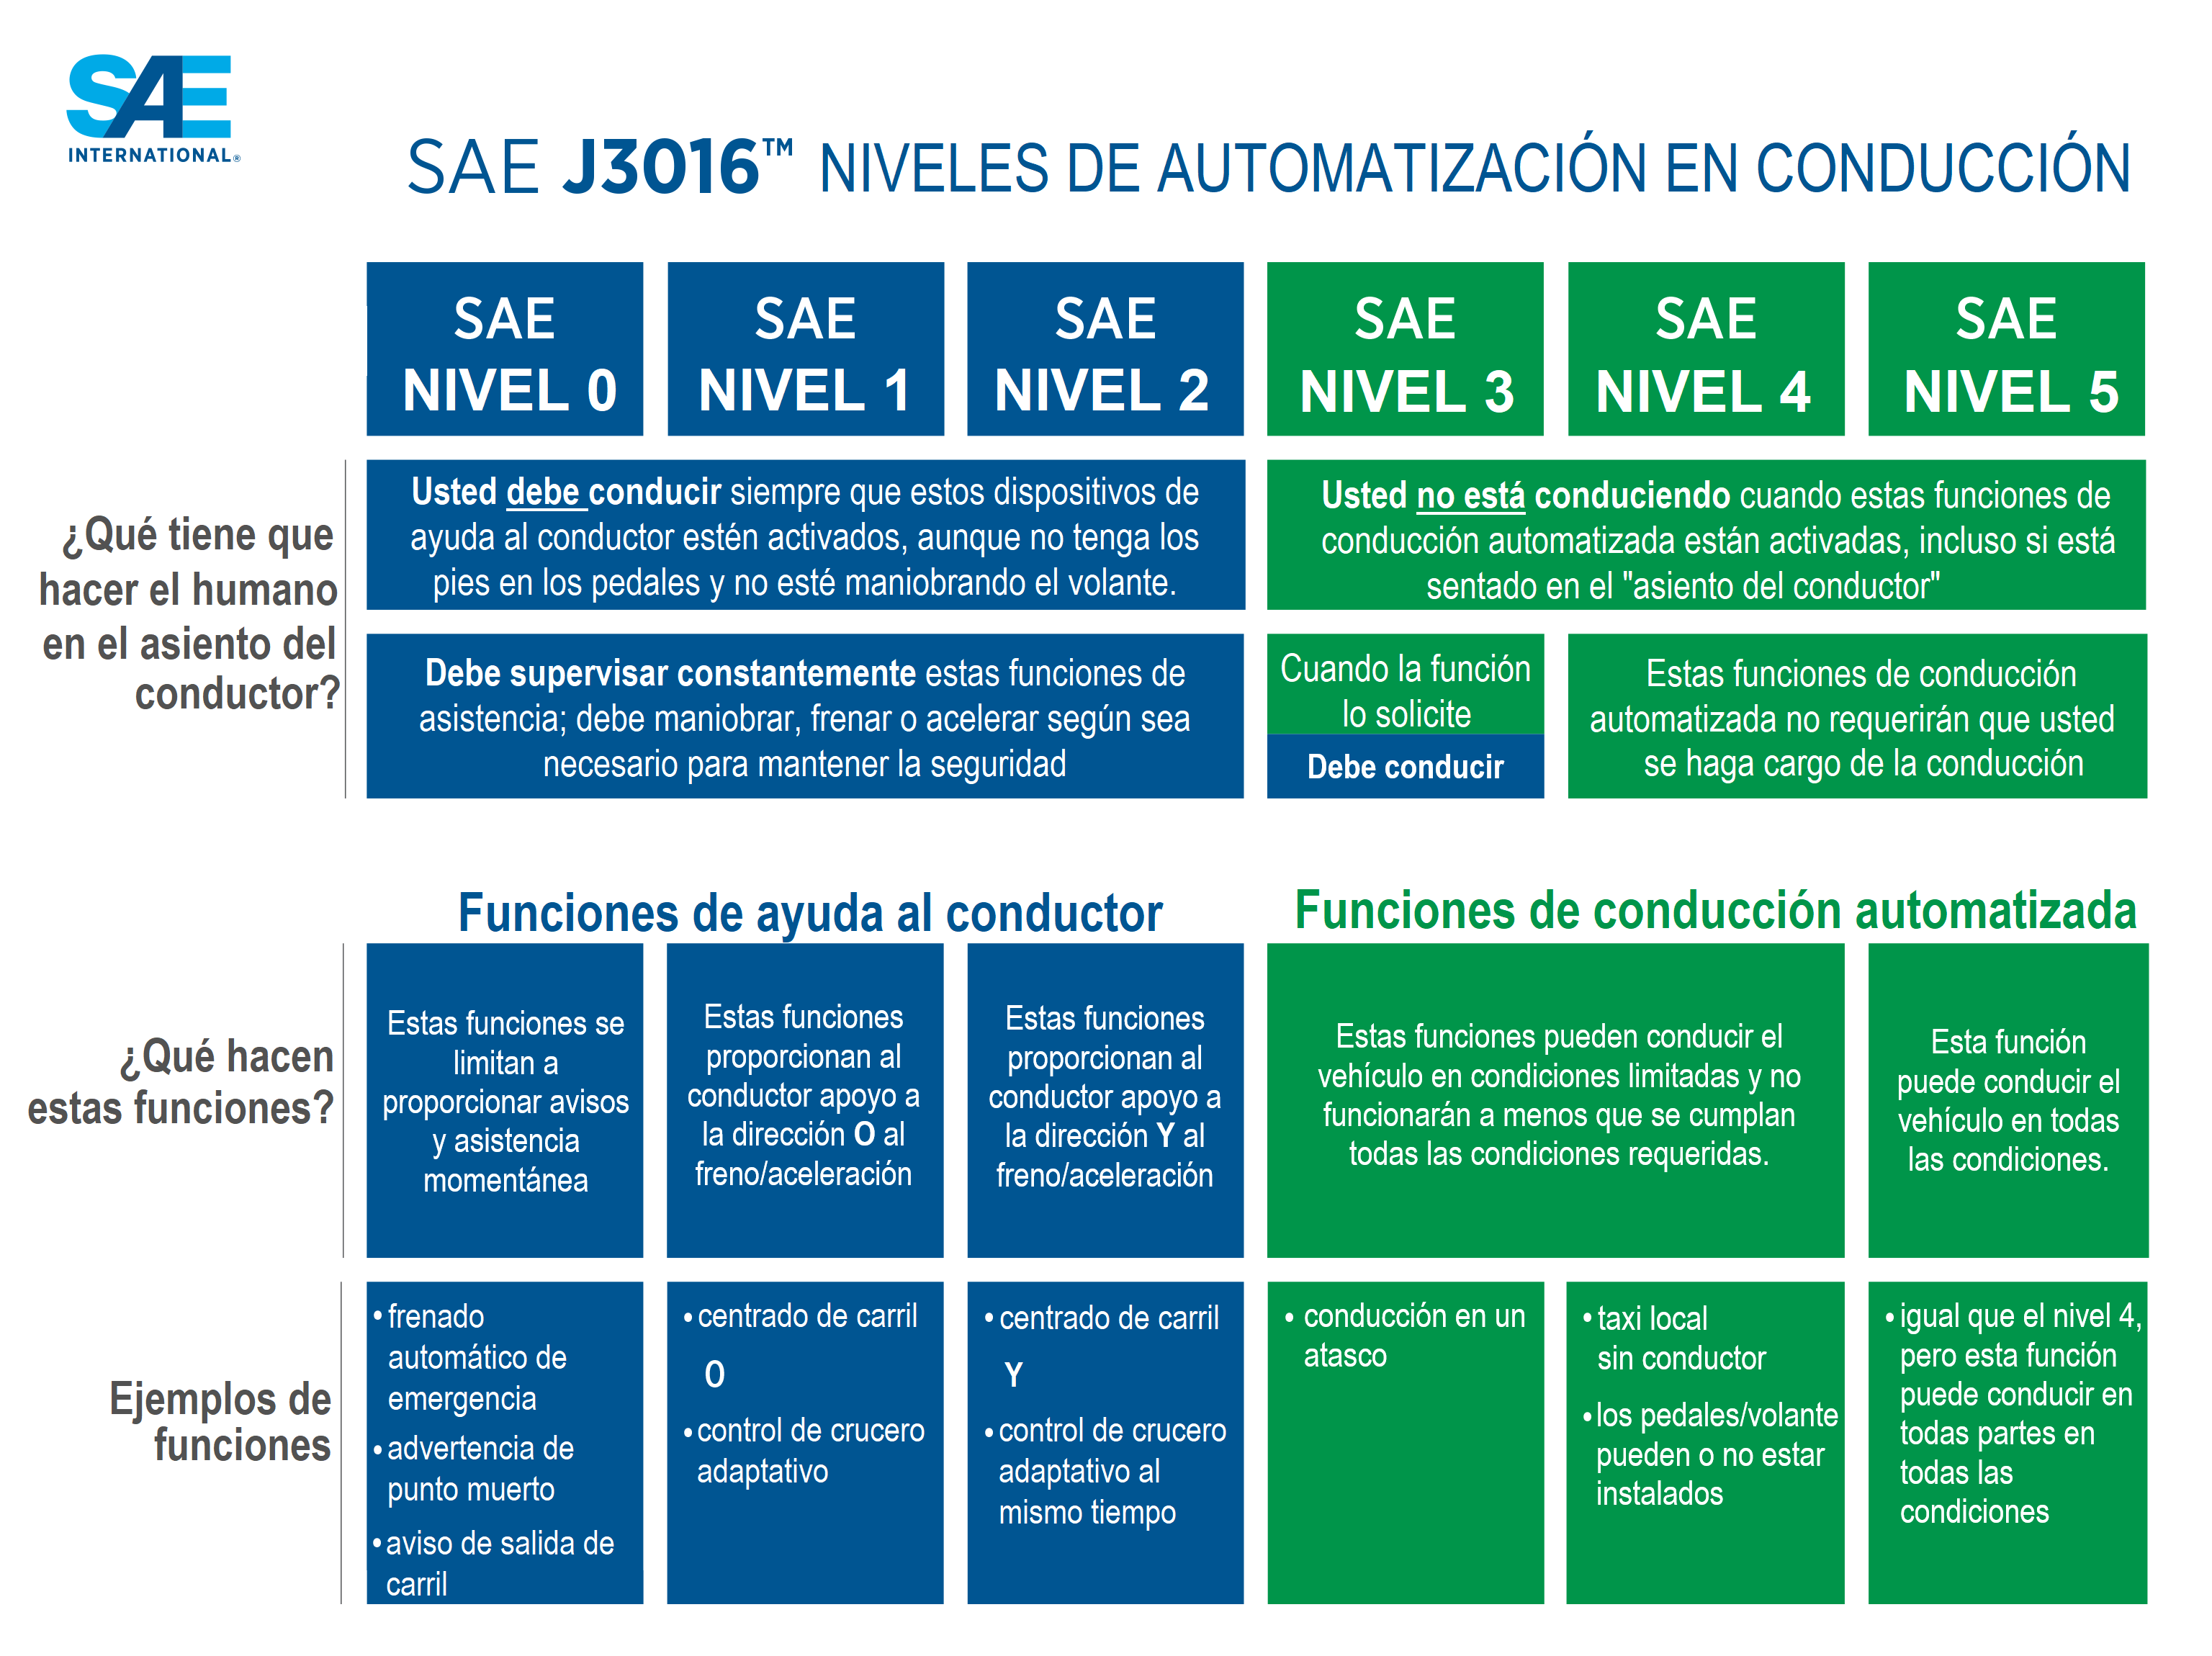 SAE
INTERNATIONAL®
SAE J3016™ NIVELES DE AUTOMATIZACIÓN EN CONDUCCIÓN
SAE
NIVEL 0
SAE
NIVEL 1
SAE
NIVEL 2
SAE
NIVEL 3
SAE
NIVEL 4
SAE
NIVEL 5
¿Qué tiene que
hacer el humano
en el asiento del
conductor?
Usted debe conducir siempre que estos dispositivos de
ayuda al conductor estén activados, aunque no tenga los
pies en los pedales y no esté maniobrando el volante.
Usted no está conduciendo cuando estas funciones de
conducción automatizada están activadas, incluso si está
sentado en el "asiento del conductor"
Debe supervisar constantemente estas funciones de
asistencia; debe maniobrar, frenar o acelerar según sea
necesario para mantener la seguridad
Cuando la función
lo solicite
Debe conducir
Estas funciones de conducción
automatizada no requerirán que usted
se haga cargo de la conducción
Funciones de ayuda al conductor
Funciones de conducción automatizada
¿Qué hacen
estas funciones?
Estas funciones se
limitan a
proporcionar avisos
y asistencia
momentánea
Estas funciones
proporcionan al
conductor apoyo a
la dirección O al
freno/aceleración
Estas funciones
proporcionan al
conductor apoyo a
la dirección Y al
freno/aceleración
Estas funciones pueden conducir el
vehículo en condiciones limitadas y no
funcionarán a menos que se cumplan
todas las condiciones requeridas.
Esta función
puede conducir el
vehículo en todas
las condiciones.
Ejemplos de
funciones
• frenado
automático de
emergencia
• advertencia de
punto muerto
• aviso de salida de
carril
• centrado de carril
O
• control de crucero
adaptativo
• centrado de carril
Y
• control de crucero
adaptativo al
mismo tiempo
• conducción en un
atasco
• taxi local
sin conductor
• los pedales/volante
pueden o no estar
instalados
• igual que el nivel 4,
pero esta función
puede conducir en
todas partes en
todas las
condiciones